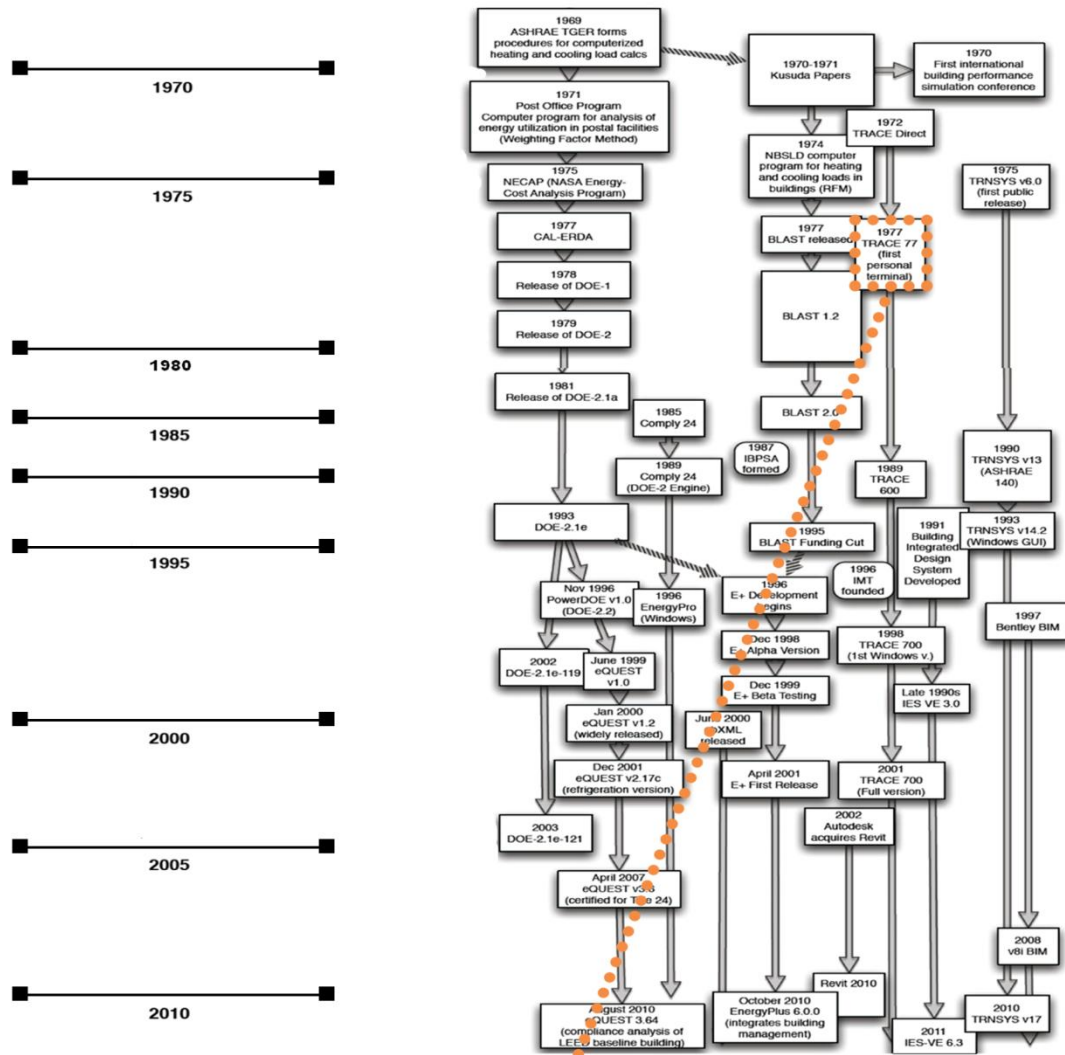 1970
1975
1980
1985
1990
1995
2000
2005
2010
1969
ASHRAE TGER forms
procedures for computerized
heating and cooling load calcs
1970-1971
Kusuda Papers
1970
First international
building performance
simulation conference
1971
Post Office Program
Computer program for analysis of
energy utilization in postal facilities
(Weighting Factor Method)
1972
TRACE Direct
1974
NBSLD computer
program for heating
and cooling loads in
buildings (RFM)
1975
NECAP (NASA Energy-
Cost Analysis Program)
1975
TRNSYS v6.0
(first public
release)
1977
CAL-ERDA
1977
BLAST released
1977
TRACE 77
(first
personal
terminal)
1978
Release of DOE-1
1979
Release of DOE-2
BLAST 1.2
1981
Release of DOE-2.1a
1985
Comply 24
BLAST 2.0
1987
IBPSA
formed
1989
Comply 24
(DOE-2 Engine)
1989
TRACE
600
1990
TRNSYS v13
(ASHRAE
140)
1993
DOE-2.1e
1995
BLAST Funding Cut
1991
Building
Integrated
Design
System
Developed
1993
TRNSYS v14.2
(Windows GUI)
Nov 1996
PowerDOE v1.0
(DOE-2.2)
1996
EnergyPro
(Windows)
1996
E+ Development
begins
1996
IMT
founded
1997
Bentley BIM
Dec 1998
E+ Alpha Version
1998
TRACE 700
(1st Windows v.)
2002
DOE-2.1e-119
June 1999
eQUEST
v1.0
Dec 1999
E+ Beta Testing
Late 1990s
IES VE 3.0
Jan 2000
eQUEST v1.2
(widely released)
June 2000
released
Dec 2001
eQUEST v2.17c
(refrigeration version)
April 2001
E+ First Release
2001
TRACE 700
(Full version)
2002
Autodesk
acquires Revit
2003
DOE-2.1e-121
April 2007
eQUEST
(certified for 24)
2008
v8i BIM
Revit 2010
August 2010
eQUEST 3.64
(compliance analysis of
LEED baseline building)
October 2010
EnergyPlus 6.0.0
(integrates building
management)
2011
IES-VE 6.3
2010
TRNSYS v17